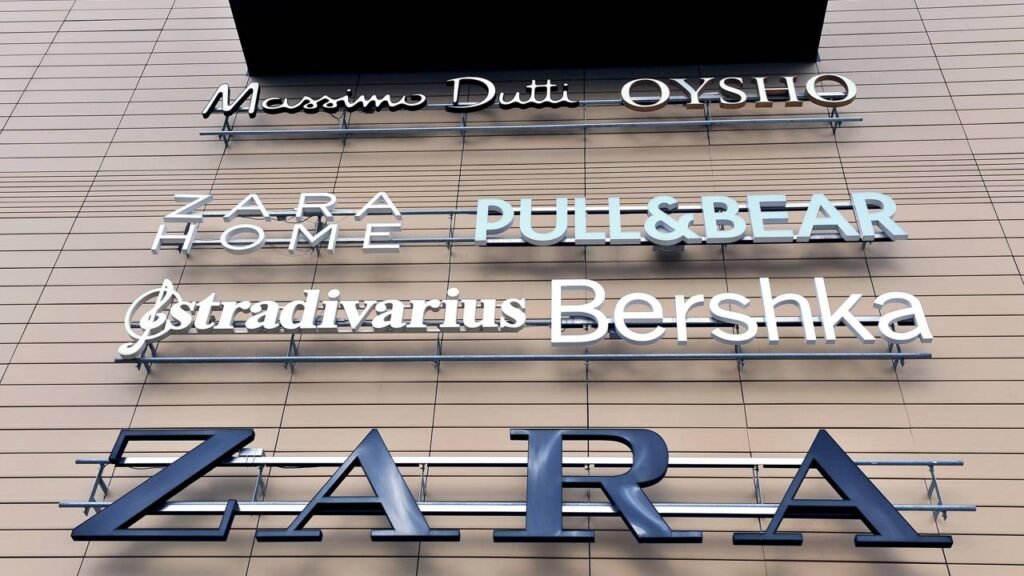 Massimo Dutti OYSHO
ZARA HOME
PULL&BEAR
stradivarius Bershka
ZARA